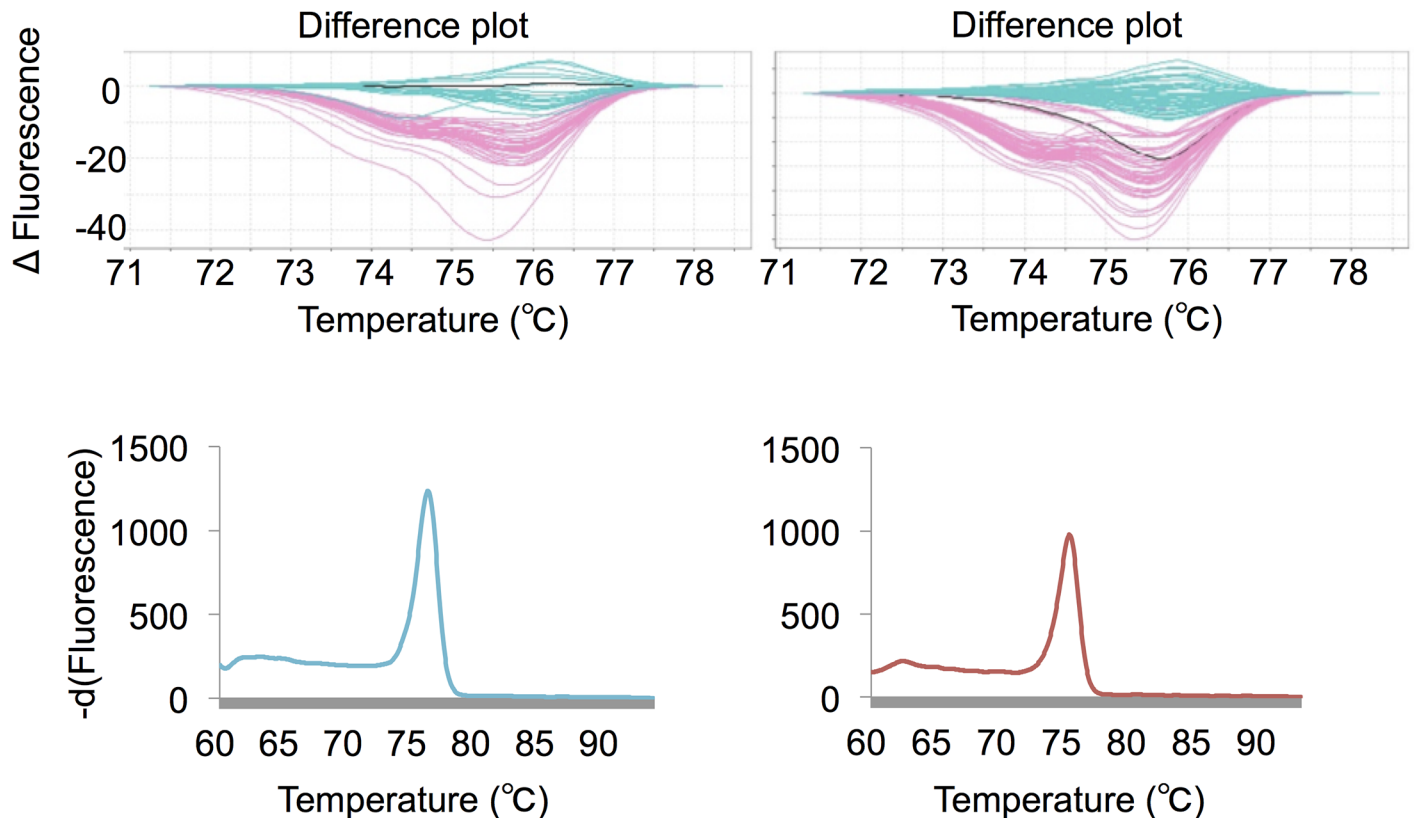 Difference plot
Difference plot
Δ Fluorescence
0
-20
-40
71 72 73 74 75 76 77 78
71 72 73 74 75 76 77 78
Temperature (℃)
Temperature (℃)
-d(Fluorescence)
1500
1000
500
0
60 65 70 75 80 85 90
Temperature (℃)
1500
1000
500
0
60 65 70 75 80 85 90
Temperature (℃)